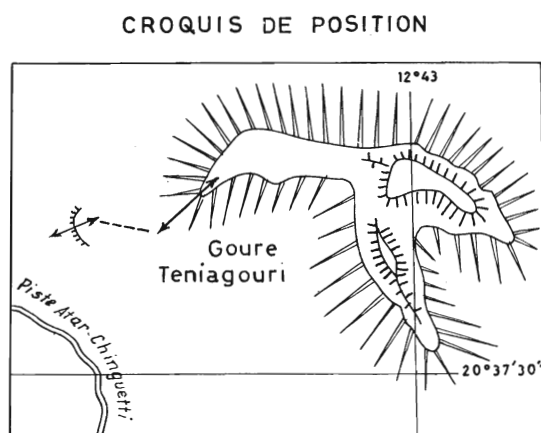 CROQUIS DE POSITION
12°43
Goure
Teniagouri
Piste Atar-Chinguetti
20°37'30"